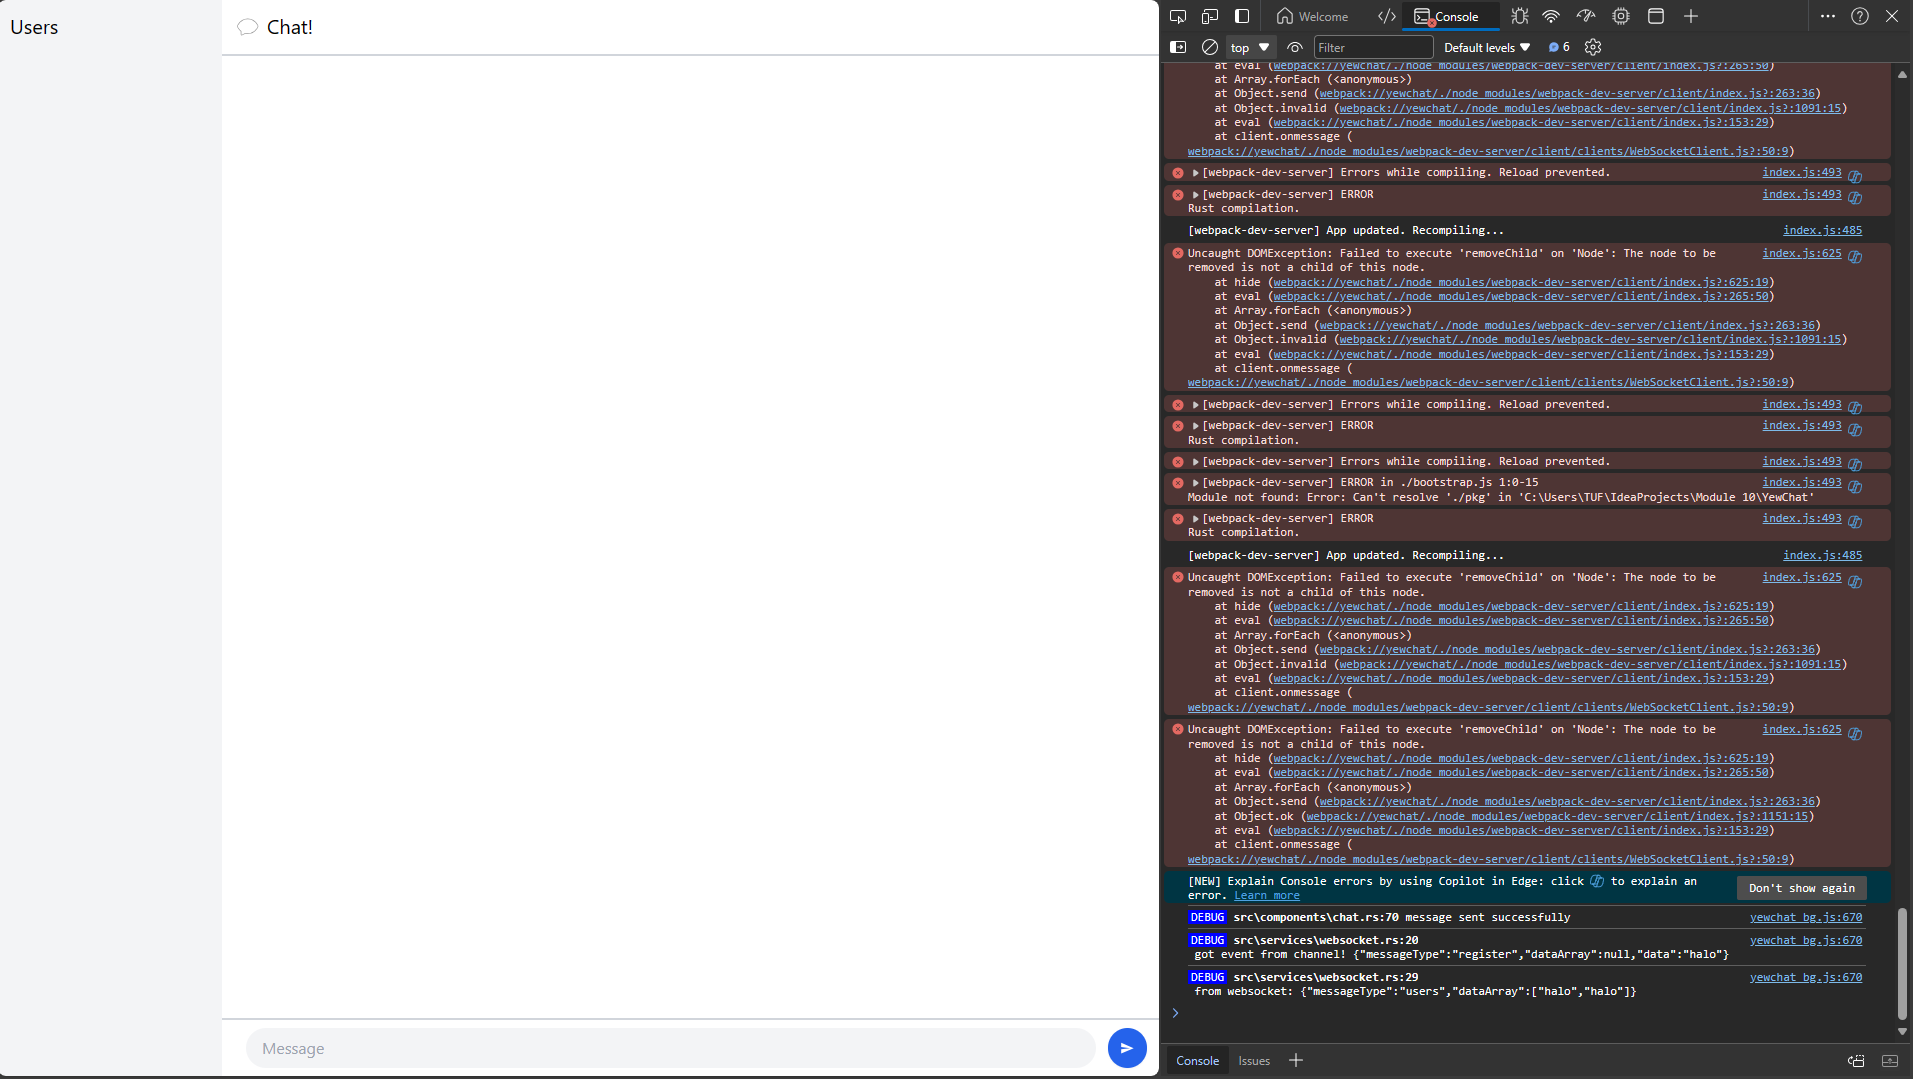 Users
Chat!
Message
Welcome
Console
top
Filter
Default levels
6
at eval (webpack://yewchat/./node_modules/webpack-dev-server/client/index.js?:265:50)
at Array.forEach (<anonymous>)
at Object.send (webpack://yewchat/./node_modules/webpack-dev-server/client/index.js?:263:36)
at Object.invalid (webpack://yewchat/./node_modules/webpack-dev-server/client/index.js?:1091:15)
at eval (webpack://yewchat/./node_modules/webpack-dev-server/client/index.js?:153:29)
at client.onmessage (
webpack://yewchat/./node_modules/webpack-dev-server/client/clients/WebSocketClient.js?:50:9)
[webpack-dev-server] Errors while compiling. Reload prevented. index.js:493
[webpack-dev-server] ERROR index.js:493
Rust compilation.
[webpack-dev-server] App updated. Recompiling... index.js:485
Uncaught DOMException: Failed to execute 'removeChild' on 'Node': The node to be index.js:625
removed is not a child of this node.
at hide (webpack://yewchat/./node_modules/webpack-dev-server/client/index.js?:625:19)
at eval (webpack://yewchat/./node_modules/webpack-dev-server/client/index.js?:265:50)
at Array.forEach (<anonymous>)
at Object.send (webpack://yewchat/./node_modules/webpack-dev-server/client/index.js?:263:36)
at Object.invalid (webpack://yewchat/./node_modules/webpack-dev-server/client/index.js?:1091:15)
at eval (webpack://yewchat/./node_modules/webpack-dev-server/client/index.js?:153:29)
at client.onmessage (
webpack://yewchat/./node_modules/webpack-dev-server/client/clients/WebSocketClient.js?:50:9)
[webpack-dev-server] Errors while compiling. Reload prevented. index.js:493
[webpack-dev-server] ERROR index.js:493
Rust compilation.
[webpack-dev-server] Errors while compiling. Reload prevented. index.js:493
[webpack-dev-server] ERROR in ./bootstrap.js 1:0-15 index.js:493
Module not found: Error: Can't resolve './pkg' in 'C:\Users\TUF\IdeaProjects\Module 10\YewChat'
[webpack-dev-server] ERROR index.js:493
Rust compilation.
[webpack-dev-server] App updated. Recompiling... index.js:485
Uncaught DOMException: Failed to execute 'removeChild' on 'Node': The node to be index.js:625
removed is not a child of this node.
at hide (webpack://yewchat/./node_modules/webpack-dev-server/client/index.js?:625:19)
at eval (webpack://yewchat/./node_modules/webpack-dev-server/client/index.js?:265:50)
at Array.forEach (<anonymous>)
at Object.send (webpack://yewchat/./node_modules/webpack-dev-server/client/index.js?:263:36)
at Object.invalid (webpack://yewchat/./node_modules/webpack-dev-server/client/index.js?:1091:15)
at eval (webpack://yewchat/./node_modules/webpack-dev-server/client/index.js?:153:29)
at client.onmessage (
webpack://yewchat/./node_modules/webpack-dev-server/client/clients/WebSocketClient.js?:50:9)
Uncaught DOMException: Failed to execute 'removeChild' on 'Node': The node to be index.js:625
removed is not a child of this node.
at hide (webpack://yewchat/./node_modules/webpack-dev-server/client/index.js?:625:19)
at eval (webpack://yewchat/./node_modules/webpack-dev-server/client/index.js?:265:50)
at Array.forEach (<anonymous>)
at Object.send (webpack://yewchat/./node_modules/webpack-dev-server/client/index.js?:263:36)
at Object.ok (webpack://yewchat/./node_modules/webpack-dev-server/client/index.js?:1151:15)
at eval (webpack://yewchat/./node_modules/webpack-dev-server/client/index.js?:153:29)
at client.onmessage (
webpack://yewchat/./node_modules/webpack-dev-server/client/clients/WebSocketClient.js?:50:9)
[NEW] Explain Console errors by using Copilot in Edge: click to explain an
error. Learn more
Don't show again
DEBUG src\components\chat.rs:70 message sent successfully yewchat_bg.js:670
DEBUG src\services\websocket.rs:20 yewchat_bg.js:670
got event from channel! {"messageType":"register","dataArray":null,"data":"halo"}
DEBUG src\services\websocket.rs:29 yewchat_bg.js:670
from websocket: {"messageType":"users","dataArray":["halo","halo"]}
Console
Issues